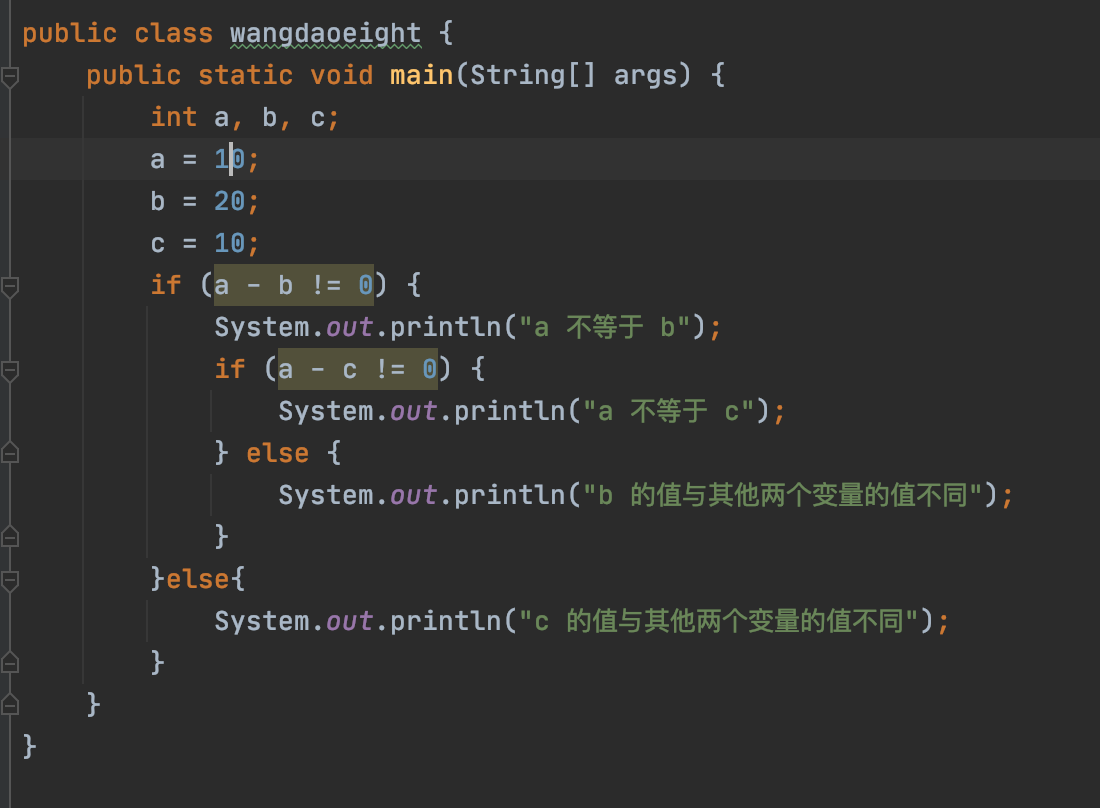 public class wangdaoeight {
    public static void main(String[] args) {
        int a, b, c;
        a = 10;
        b = 20;
        c = 10;
        if (a - b != 0) {
            System.out.println("a 不等于 b");
            if (a - c != 0) {
                System.out.println("a 不等于 c");
            } else {
                System.out.println("b 的值与其他两个变量的值不同");
            }
        }else{
            System.out.println("c 的值与其他两个变量的值不同");
        }
    }
}